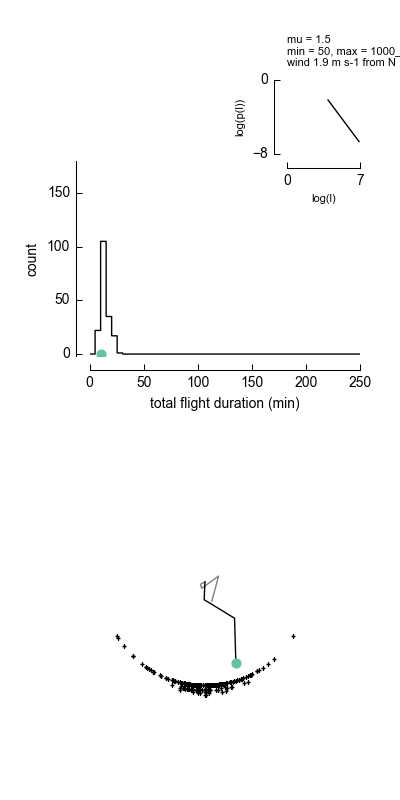 mu = 1.5
min = 50, max = 1000_
wind 1.9 m s-1 from N
0
log(p(l))
−8
0 7
log(l)
150
100
count
50
0
0 50 100 150 200 250
total flight duration (min)